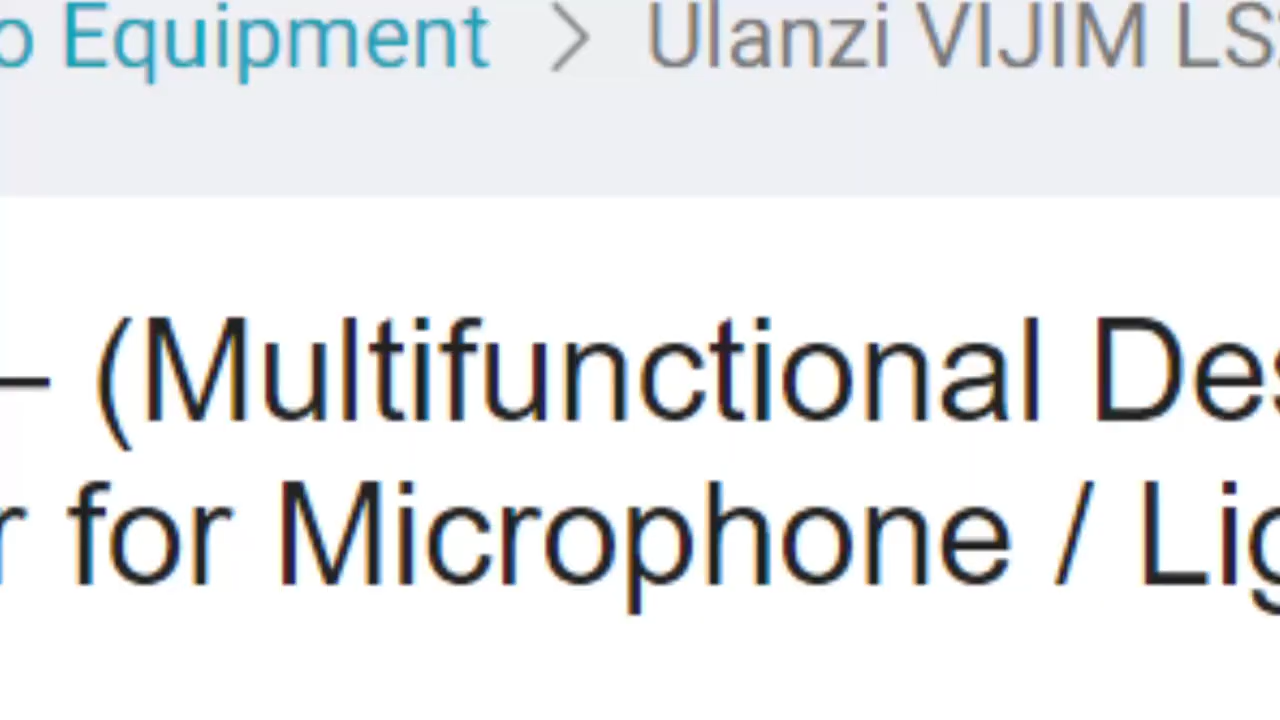 Equipment > Ulanzi VIJIM
– (Multifunctional
for Microphone /